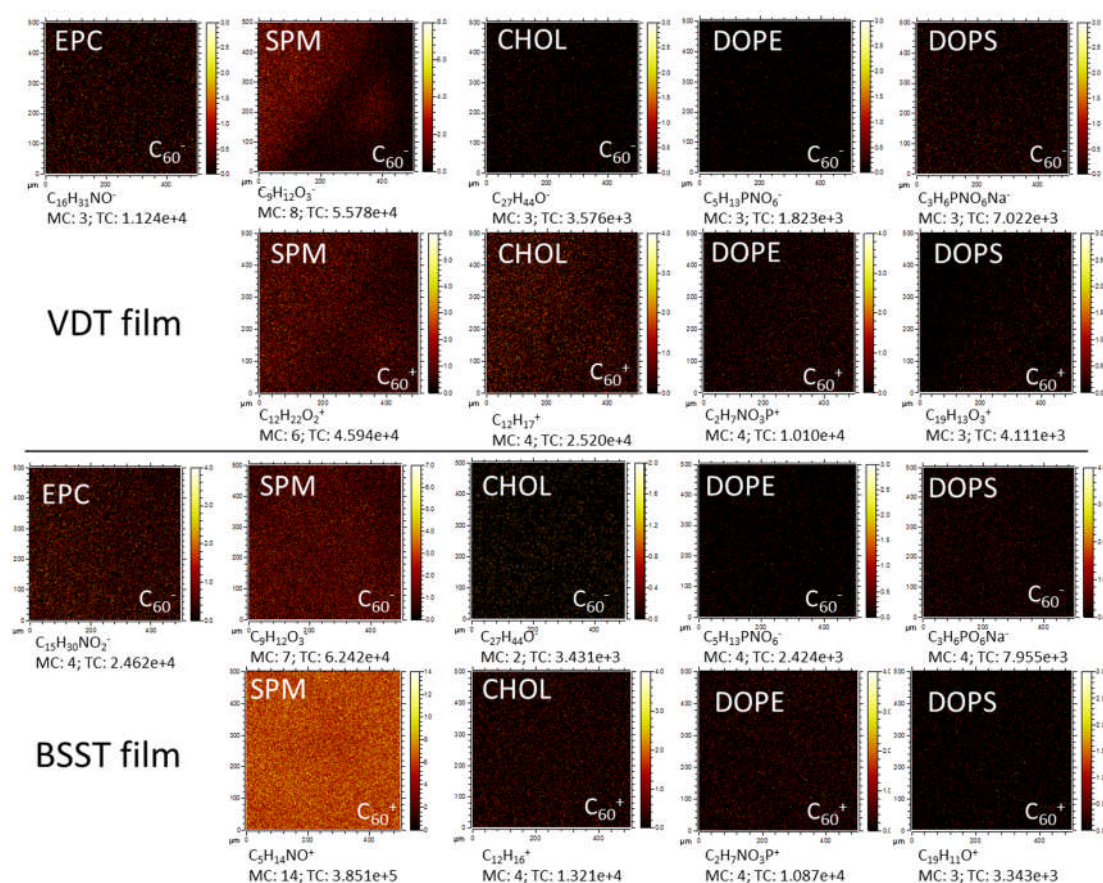 EPC SPM CHOL DOPE DOPS
C60- C60- C60- C60- C60-
C16H31NO- C9H12O3- C27H44O- C5H13PNO6- C3H6PNO6Na-
MC: 3; TC: 1.124e+4 MC: 8; TC: 5.578e+4 MC: 3; TC: 3.576e+3 MC: 3; TC: 1.823e+3 MC: 3; TC: 7.022e+3
SPM CHOL DOPE DOPS
VDT film
C60+ C60+ C60+ C60+
C12H22O2+ C12H17+ C2H7NO3P+ C19H13O3+
MC: 6; TC: 4.594e+4 MC: 4; TC: 2.520e+4 MC: 4; TC: 1.010e+4 MC: 3; TC: 4.111e+3
EPC SPM CHOL DOPE DOPS
C60- C60- C60- C60- C60-
C15H30NO2- C9H12O3 C27H44O- C5H13PNO6- C3H6PO6Na-
MC: 4; TC: 2.462e+4 MC: 7; TC: 6.242e+4 MC: 2; TC: 3.431e+3 MC: 4; TC: 2.424e+3 MC: 4; TC: 7.955e+3
SPM CHOL DOPE DOPS
BSST film
C60+ C60+ C60+ C60+
C5H14NO+ C12H16+ C2H7NO3P+ C19H11O+
MC: 14; TC: 3.851e+5 MC: 4; TC: 1.321e+4 MC: 4; TC: 1.087e+4 MC: 3; TC: 3.343e+3